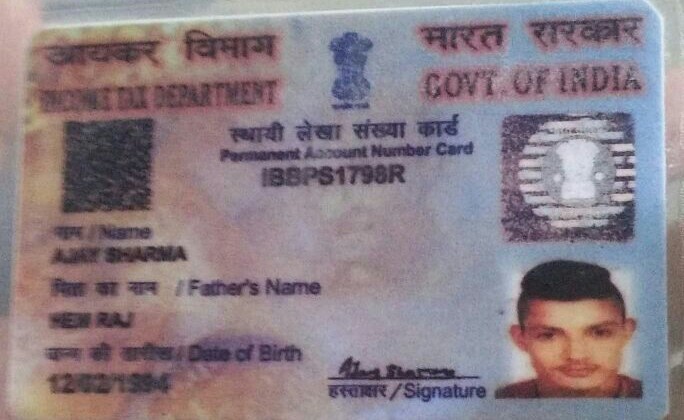 आयकर विभाग
INCOME TAX DEPARTMENT
भारत सरकार
GOVT. OF INDIA
स्थायी लेखा संख्या कार्ड
Permanent Account Number Card
IBSPS1798R
नाम / Name
AJAY SHARMA
पिता का नाम / Father's Name
HEM RAJ
जन्म की तारीख / Date of Birth
12/02/1994
Ajay Sharma
हस्ताक्षर / Signature